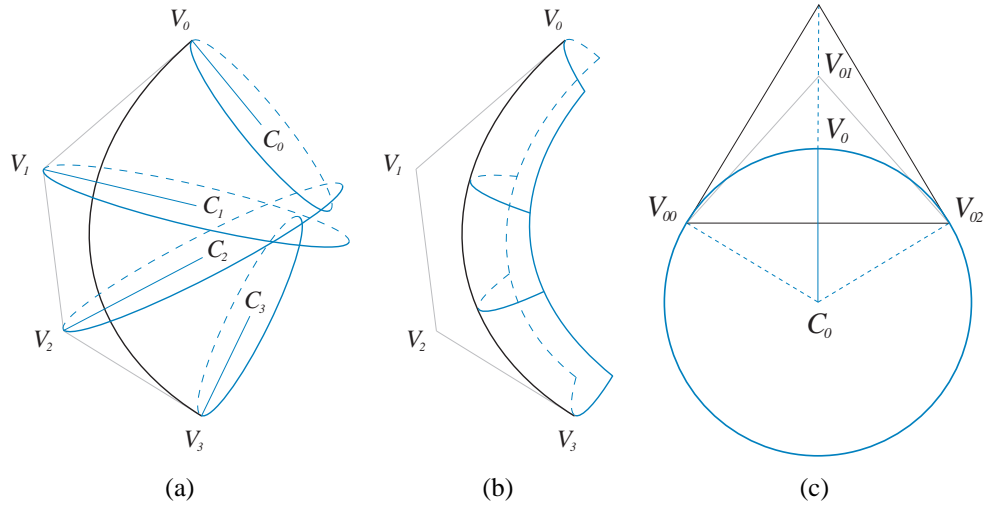 V₀
V₁
C₀
C₁
C₂
C₃
V₂
V₃
(a)
V₀
V₁
V₂
V₃
(b)
V₀₁
V₀
V₀₀
V₀₂
C₀
(c)